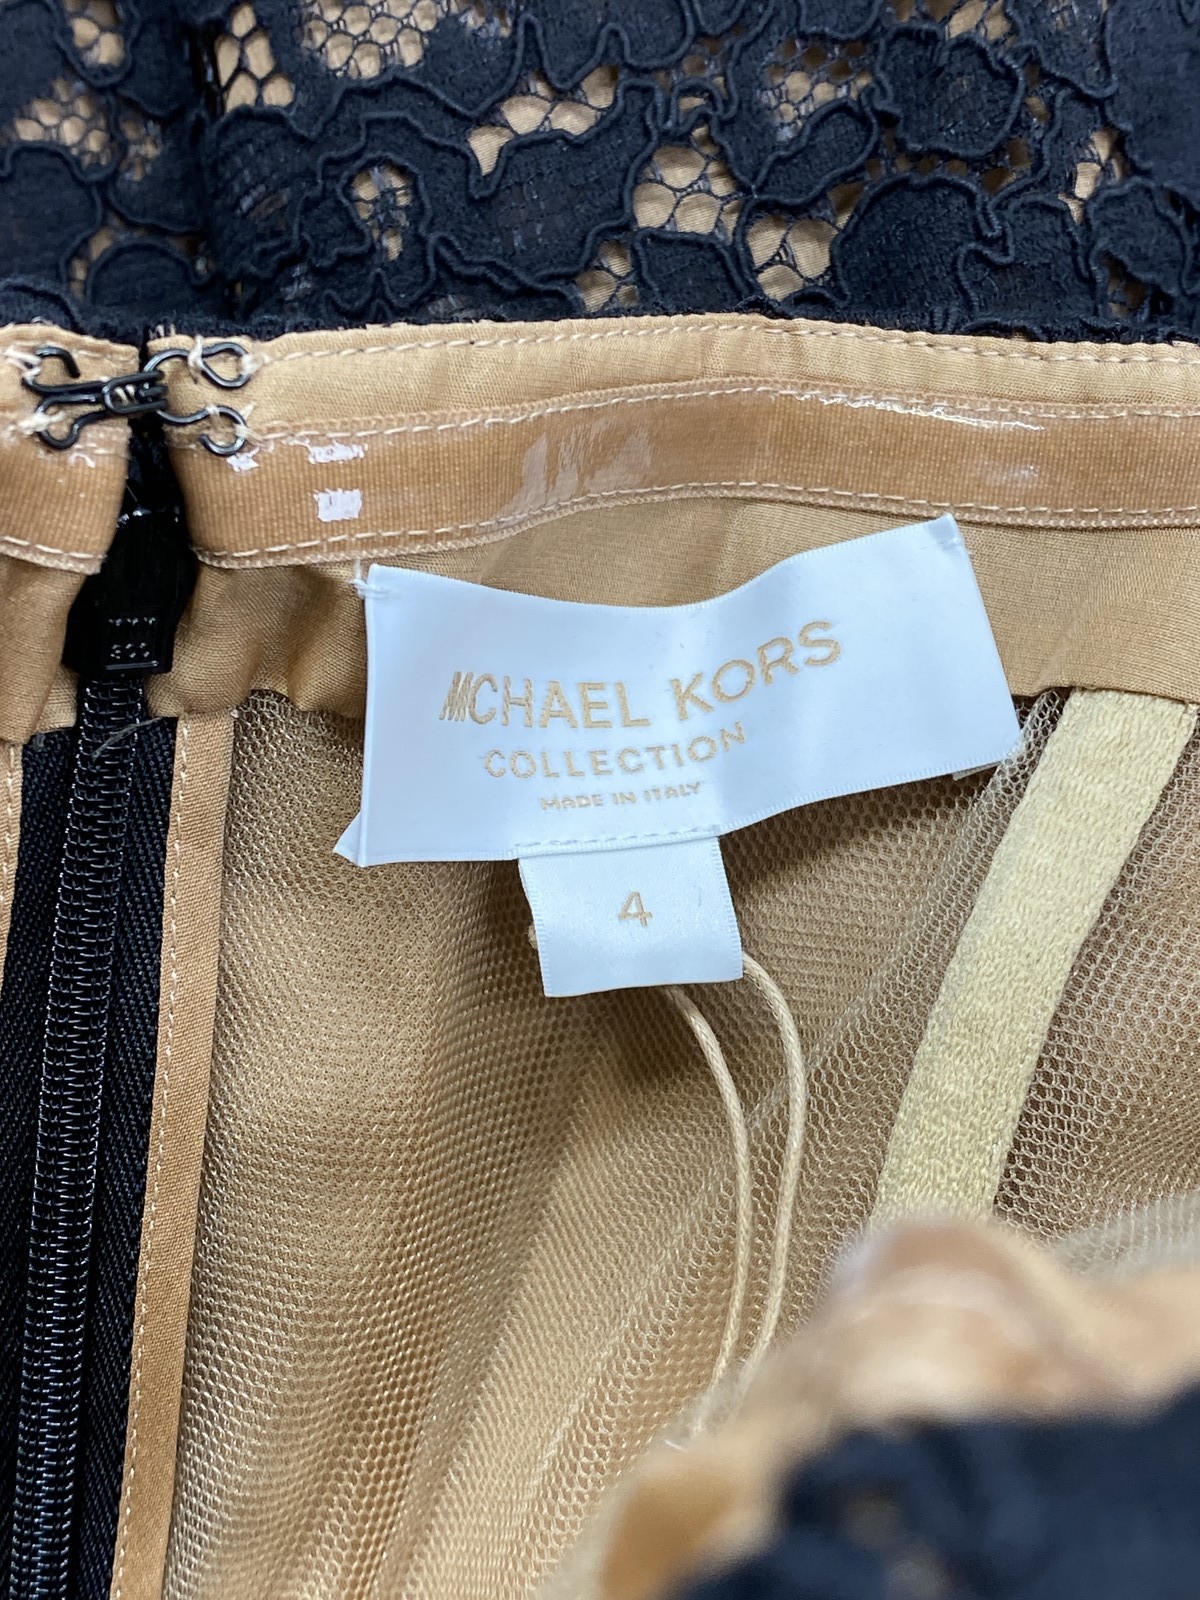 MICHAEL KORS
COLLECTION
MADE IN ITALY
4